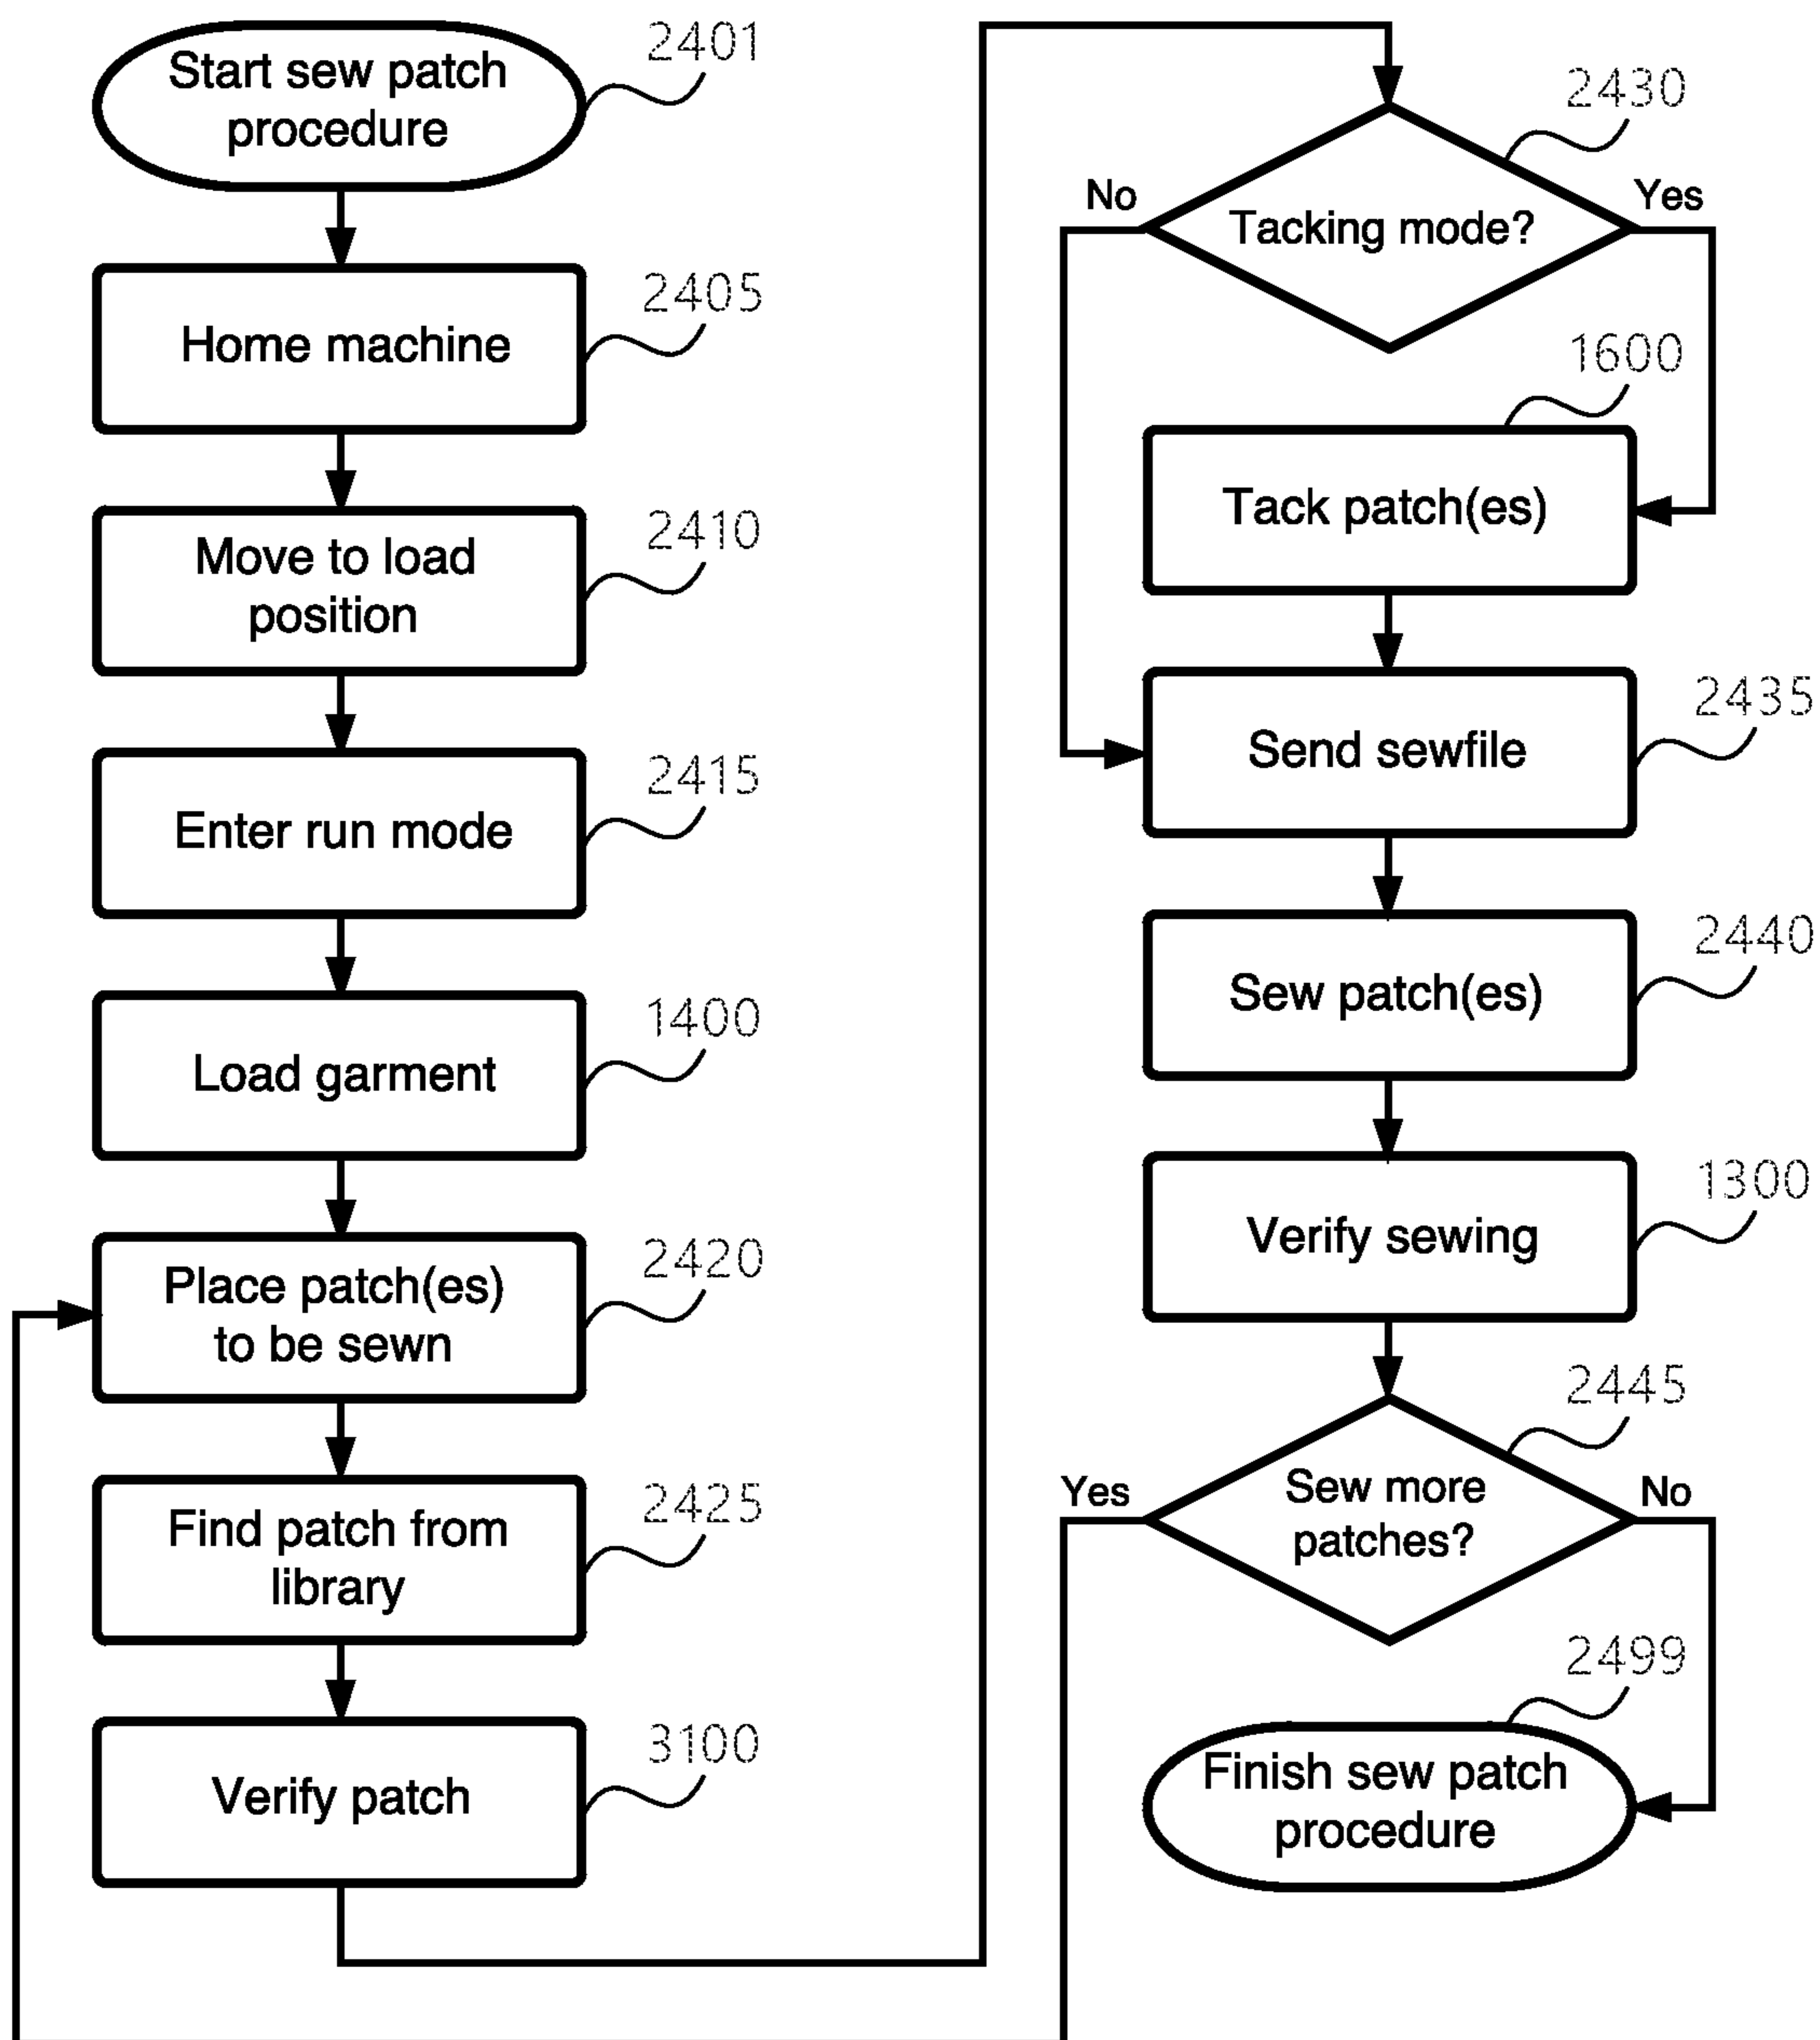 Start sew patch
procedure
2401
Home machine
2405
Move to load
position
2410
Enter run mode
2415
Load garment
1400
Place patch(es)
to be sewn
2420
Find patch from
library
2425
Verify patch
3100
2430
No
Yes
Tacking mode?
1600
Tack patch(es)
Send sewfile
2435
Sew patch(es)
2440
Verify sewing
1300
2445
Yes
No
Sew more
patches?
2499
Finish sew patch
procedure